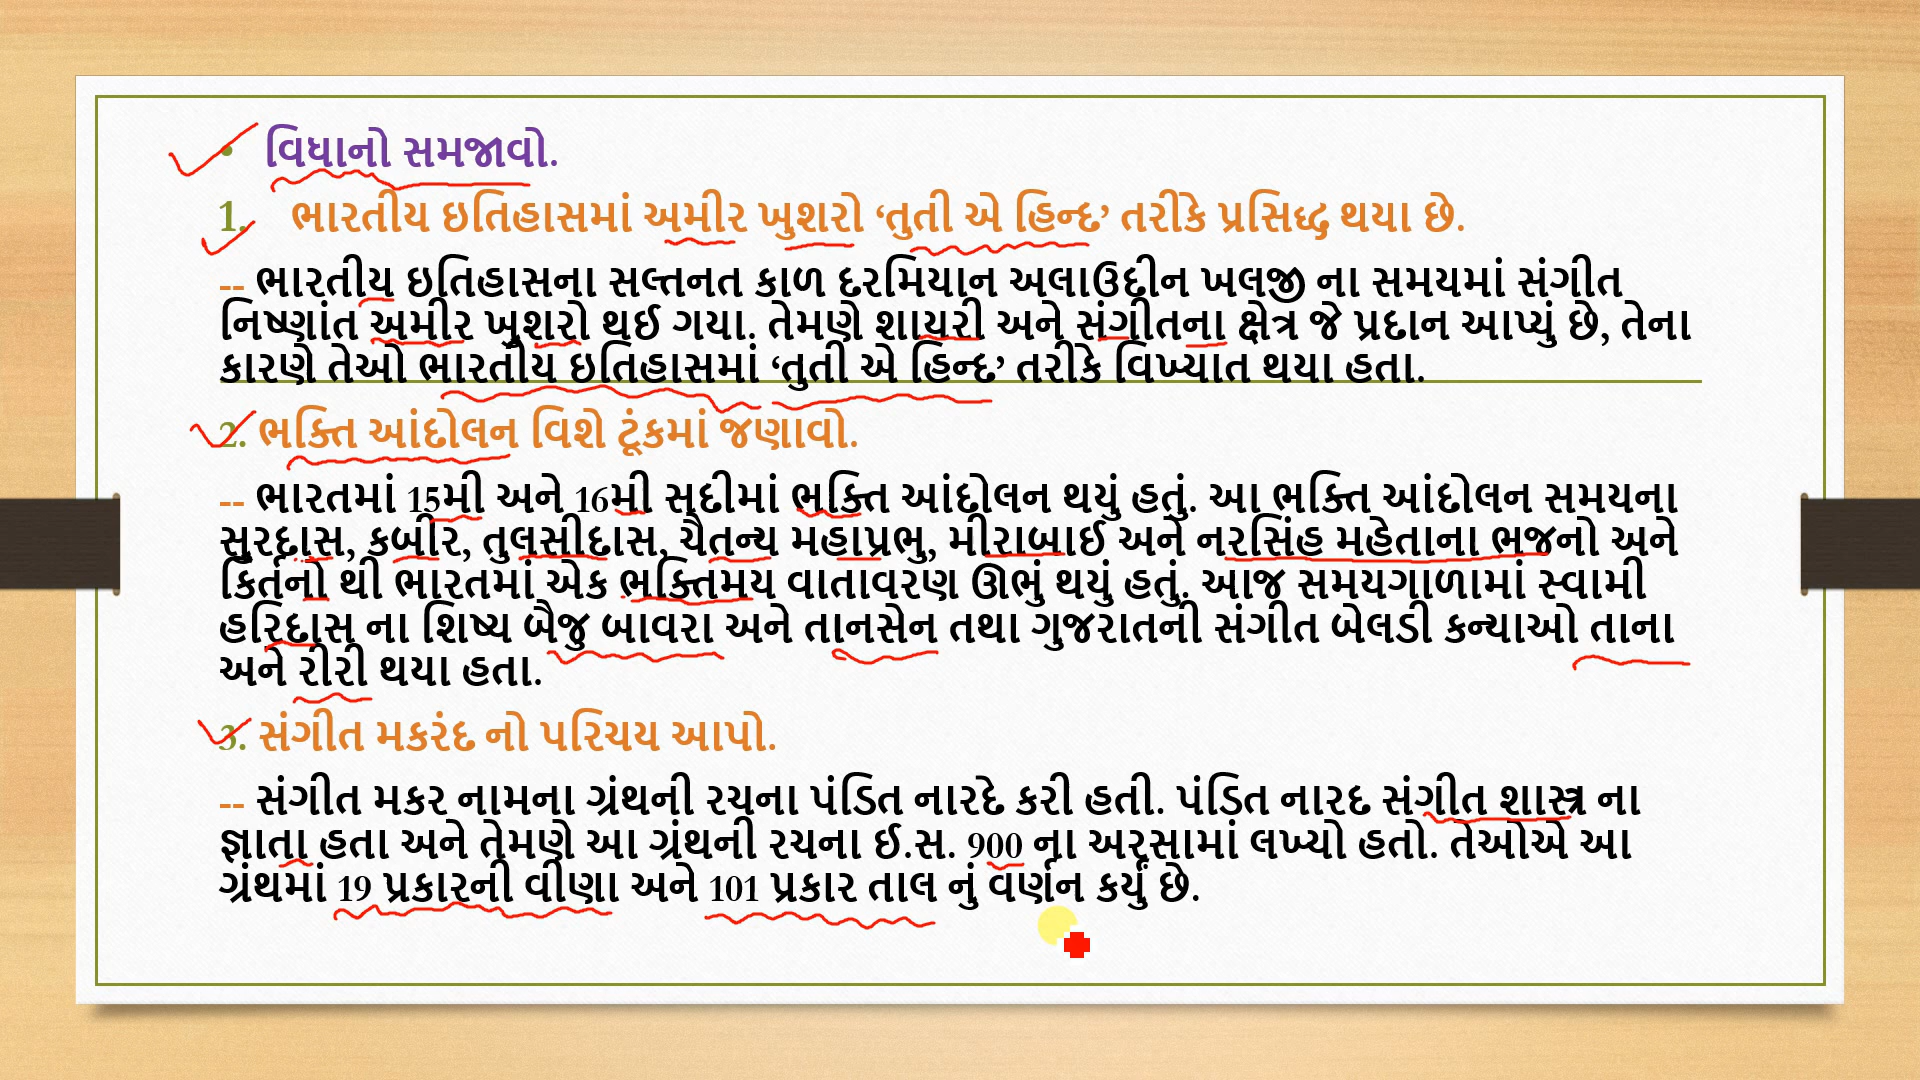 • વિધાનો સમજાવો.
1. ભારતીય ઇતિહાસમાં અમીર ખુશરો ‘તુતી એ હિન્દ’ તરીકે પ્રસિદ્ધ થયા છે.
-- ભારતીય ઇતિહાસના સલ્તનત કાળ દરમિયાન અલાઉદ્દીન ખલજી ના સમયમાં સંગીત
નિષ્ણાંત અમીર ખુશરો થઈ ગયા. તેમણે શાયરી અને સંગીતના ક્ષેત્ર જે પ્રદાન આપ્યું છે, તેના
કારણે તેઓ ભારતીય ઇતિહાસમાં ‘તુતી એ હિન્દ’ તરીકે વિખ્યાત થયા હતા.
2. ભક્તિ આંદોલન વિશે ટૂંકમાં જણાવો.
-- ભારતમાં 15મી અને 16મી સદીમાં ભક્તિ આંદોલન થયું હતું. આ ભક્તિ આંદોલન સમયના
સુરદાસ, કબીર, તુલસીદાસ, ચૈતન્ય મહાપ્રભુ, મીરાબાઈ અને નરસિંહ મહેતાના ભજનો અને
કિર્તનો થી ભારતમાં એક ભક્તિમય વાતાવરણ ઊભું થયું હતું. આજ સમયગાળામાં સ્વામી
હરિદાસ ના શિષ્ય બૈજુ બાવરા અને તાનસેન તથા ગુજરાતની સંગીત બેલડી કન્યાઓ તાના
અને રીરી થયા હતા.
3. સંગીત મકરંદ નો પરિચય આપો.
-- સંગીત મકર નામના ગ્રંથની રચના પંડિત નારદે કરી હતી. પંડિત નારદ સંગીત શાસ્ત્ર ના
જ્ઞાતા હતા અને તેમણે આ ગ્રંથની રચના ઈ.સ. 900 ના અરસામાં લખ્યો હતો. તેઓએ આ
ગ્રંથમાં 19 પ્રકારની વીણા અને 101 પ્રકાર તાલ નું વર્ણન કર્યું છે.